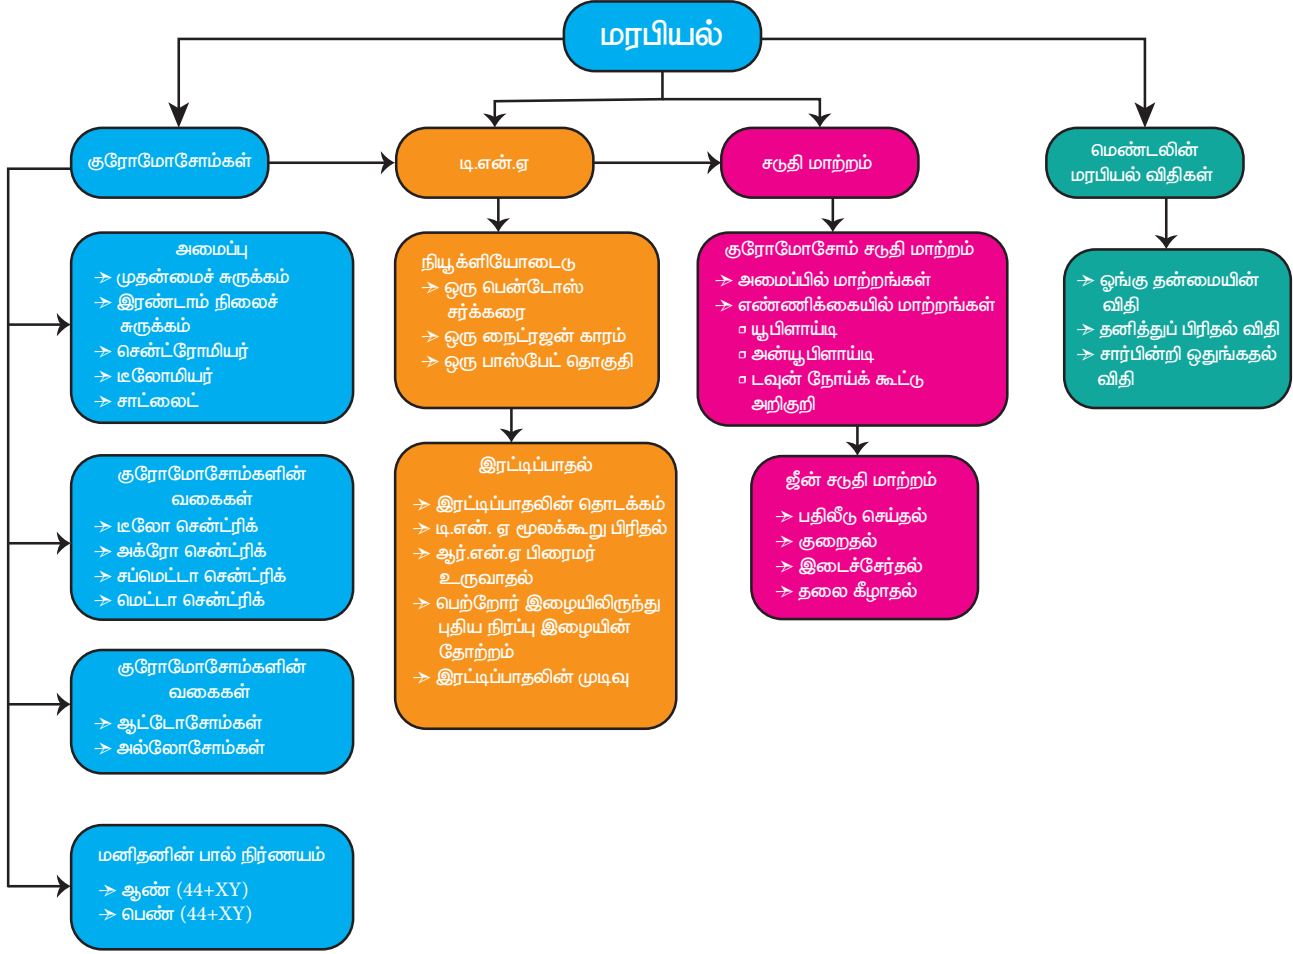 மரபியல்
குரோமோசோம்கள்
டி.என்.ஏ
சடுதி மாற்றம்
மெண்டலின்
மரபியல் விதிகள்
அமைப்பு
முதன்மைச் சுருக்கம்
இரண்டாம் நிலைச்
சுருக்கம்
சென்ட்ரோமியர்
டீலோமியர்
சாட்லைட்
குரோமோசோம்களின்
வகைகள்
டீலோ சென்ட்ரிக்
அக்ரோ சென்ட்ரிக்
சப்மெட்டா சென்ட்ரிக்
மெட்டா சென்ட்ரிக்
குரோமோசோம்களின்
வகைகள்
ஆட்டோசோம்கள்
அல்லோசோம்கள்
மனிதனின் பால் நிர்ணயம்
ஆண் (44+XY)
பெண் (44+XY)
நியூக்ளியோடைடு
ஒரு பென்டோஸ்
சர்க்கரை
ஒரு நைட்ரஜன் காரம்
ஒரு பாஸ்பேட் தொகுதி
இரட்டிப்பாதல்
இரட்டிப்பாதலின் தொடக்கம்
டி.என். ஏ மூலக்கூறு பிரிதல்
ஆர்.என்.ஏ பிரைமர்
உருவாதல்
பெற்றோர் இழையிலிருந்து
புதிய நிரப்பு இழையின்
தோற்றம்
இரட்டிப்பாதலின் முடிவு
குரோமோசோம் சடுதி மாற்றம்
அமைப்பில் மாற்றங்கள்
எண்ணிக்கையில் மாற்றங்கள்
யூபிளாய்டி
அன்யூபிளாய்டி
டவுன் நோய்க் கூட்டு
அறிகுறி
ஜீன் சடுதி மாற்றம்
பதிலீடு செய்தல்
குறைதல்
இடைச்சேர்தல்
தலை கீழாதல்
ஓங்கு தன்மையின்
விதி
தனித்துப் பிரிதல் விதி
சார்பின்றி ஒதுங்கதல்
விதி